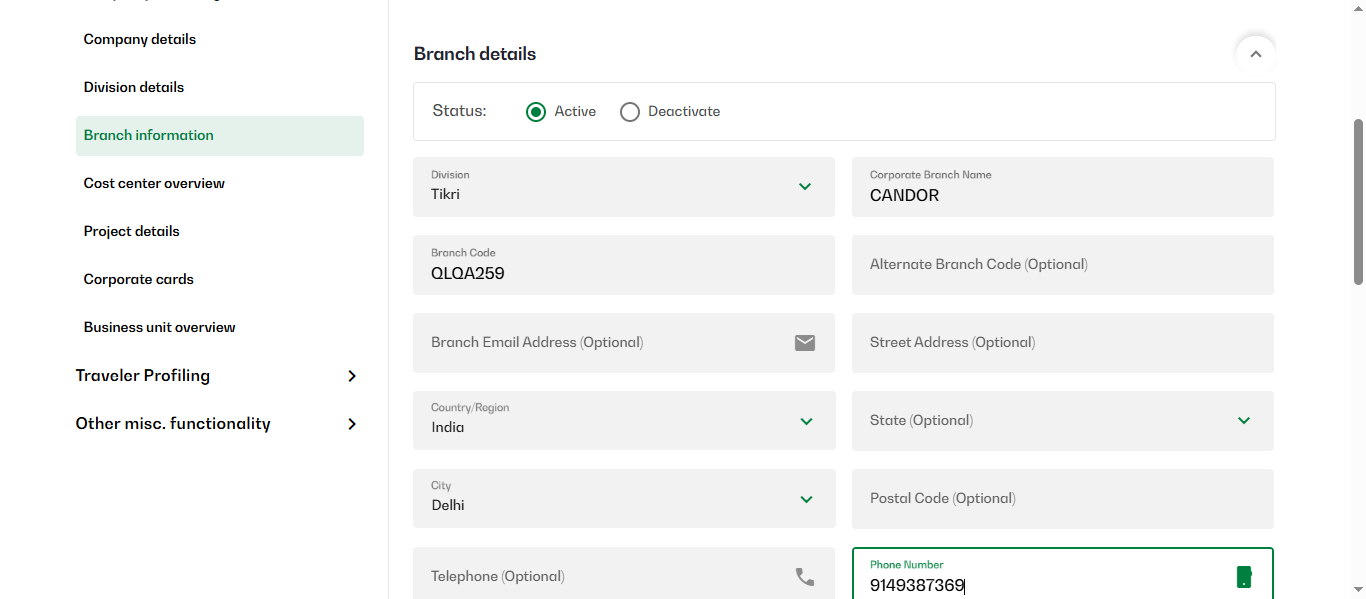 Company details
Division details
Branch information
Cost center overview
Project details
Corporate cards
Business unit overview
Traveler Profiling
Other misc. functionality
Branch details
Status: Active Deactivate
Division
Tikri
Corporate Branch Name
CANDOR
Branch Code
QLQA259
Alternate Branch Code (Optional)
Branch Email Address (Optional)
Street Address (Optional)
Country/Region
India
State (Optional)
City
Delhi
Postal Code (Optional)
Telephone (Optional)
Phone Number
9149387369